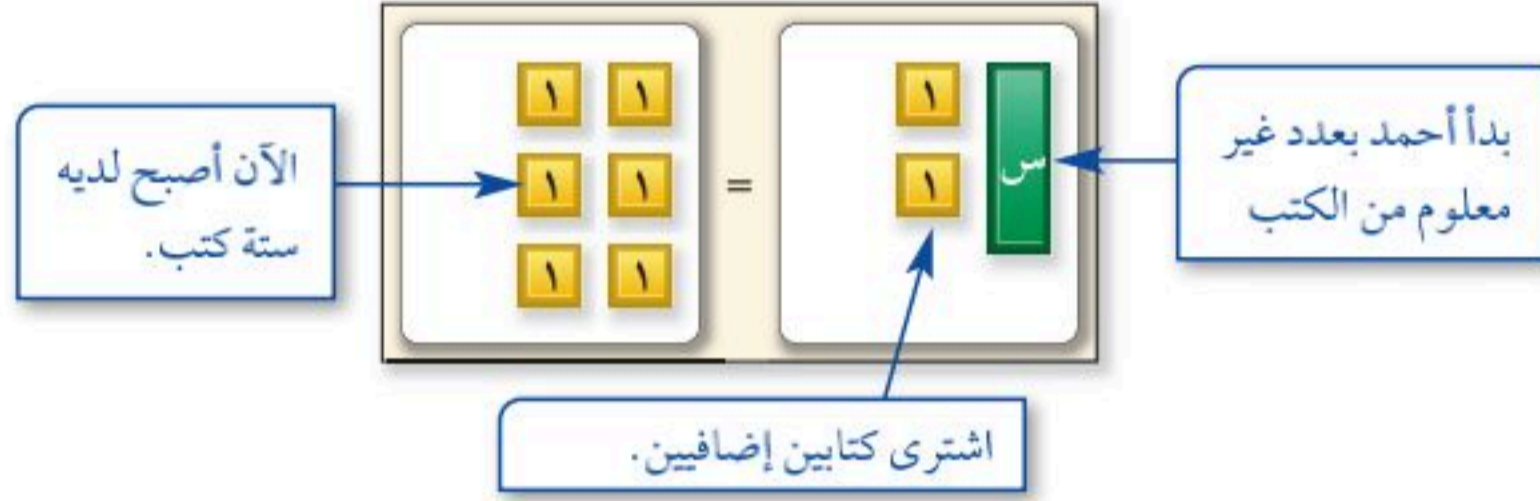 بدأ أحمد بعدد غير
معلوم من الكتب
س ١ = ١ ١
١ ١ ١
١ ١
الآن أصبح لديه
ستة كتب.
اشترى كتابين إضافيين.